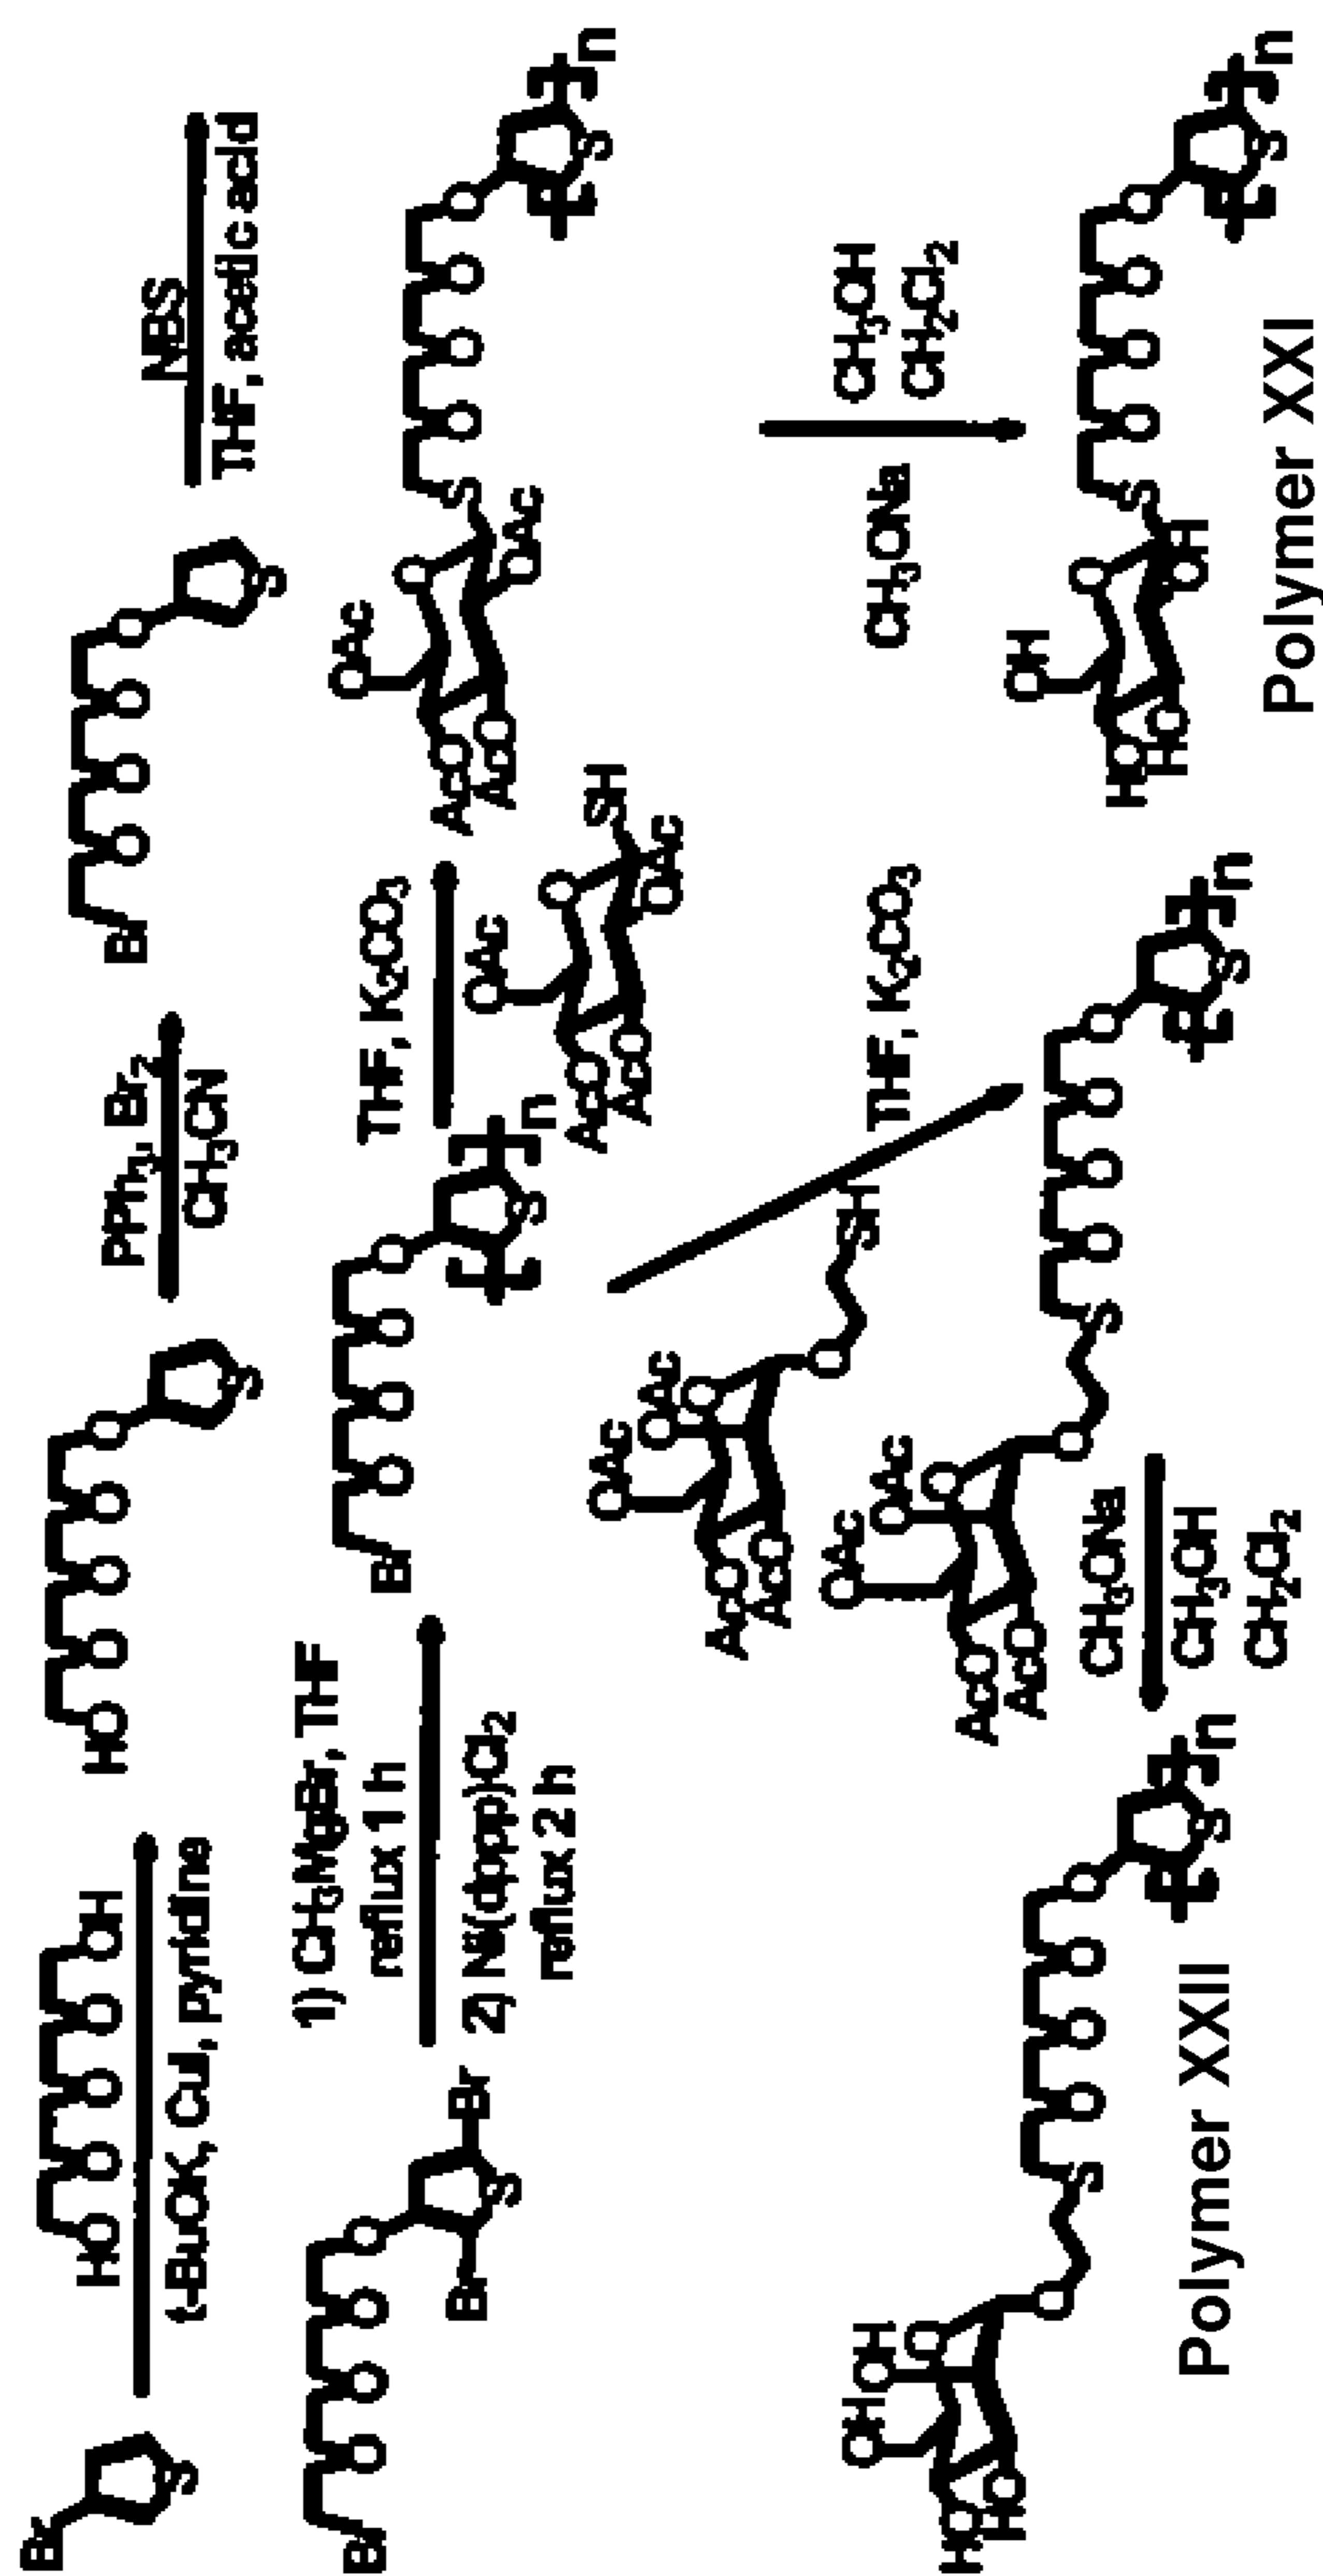 Br
S
HO O O O OH
t-BuOK, CuI, pyridine
HO O O O O
S
PPh3, Br2
CH3CN
Br O O O O
S
NBS
THF, acetic acid
Br O O O O
Br S Br
1) CH3MgBr, THF
reflux 1 h
2) Ni(dppp)Cl2
reflux 2 h
Br O O O O
S n
THF, K2CO3
OAc
O
AcO
AcO
OAc
SH
OAc
O
AcO
AcO
OAc
S O O O O
S n
OAc
OAc
O
AcO
AcO
O
SH
THF, K2CO3
CH3ONa
CH3OH
CH2Cl2
OAc
OAc
O
AcO
AcO
O
S O O O O
S n
CH3ONa
CH3OH
CH2Cl2
OH
OH
O
HO
HO
O
S O O O O
S n
Polymer XXII
OH
O
HO
HO
OH
S O O O O
S n
Polymer XXI